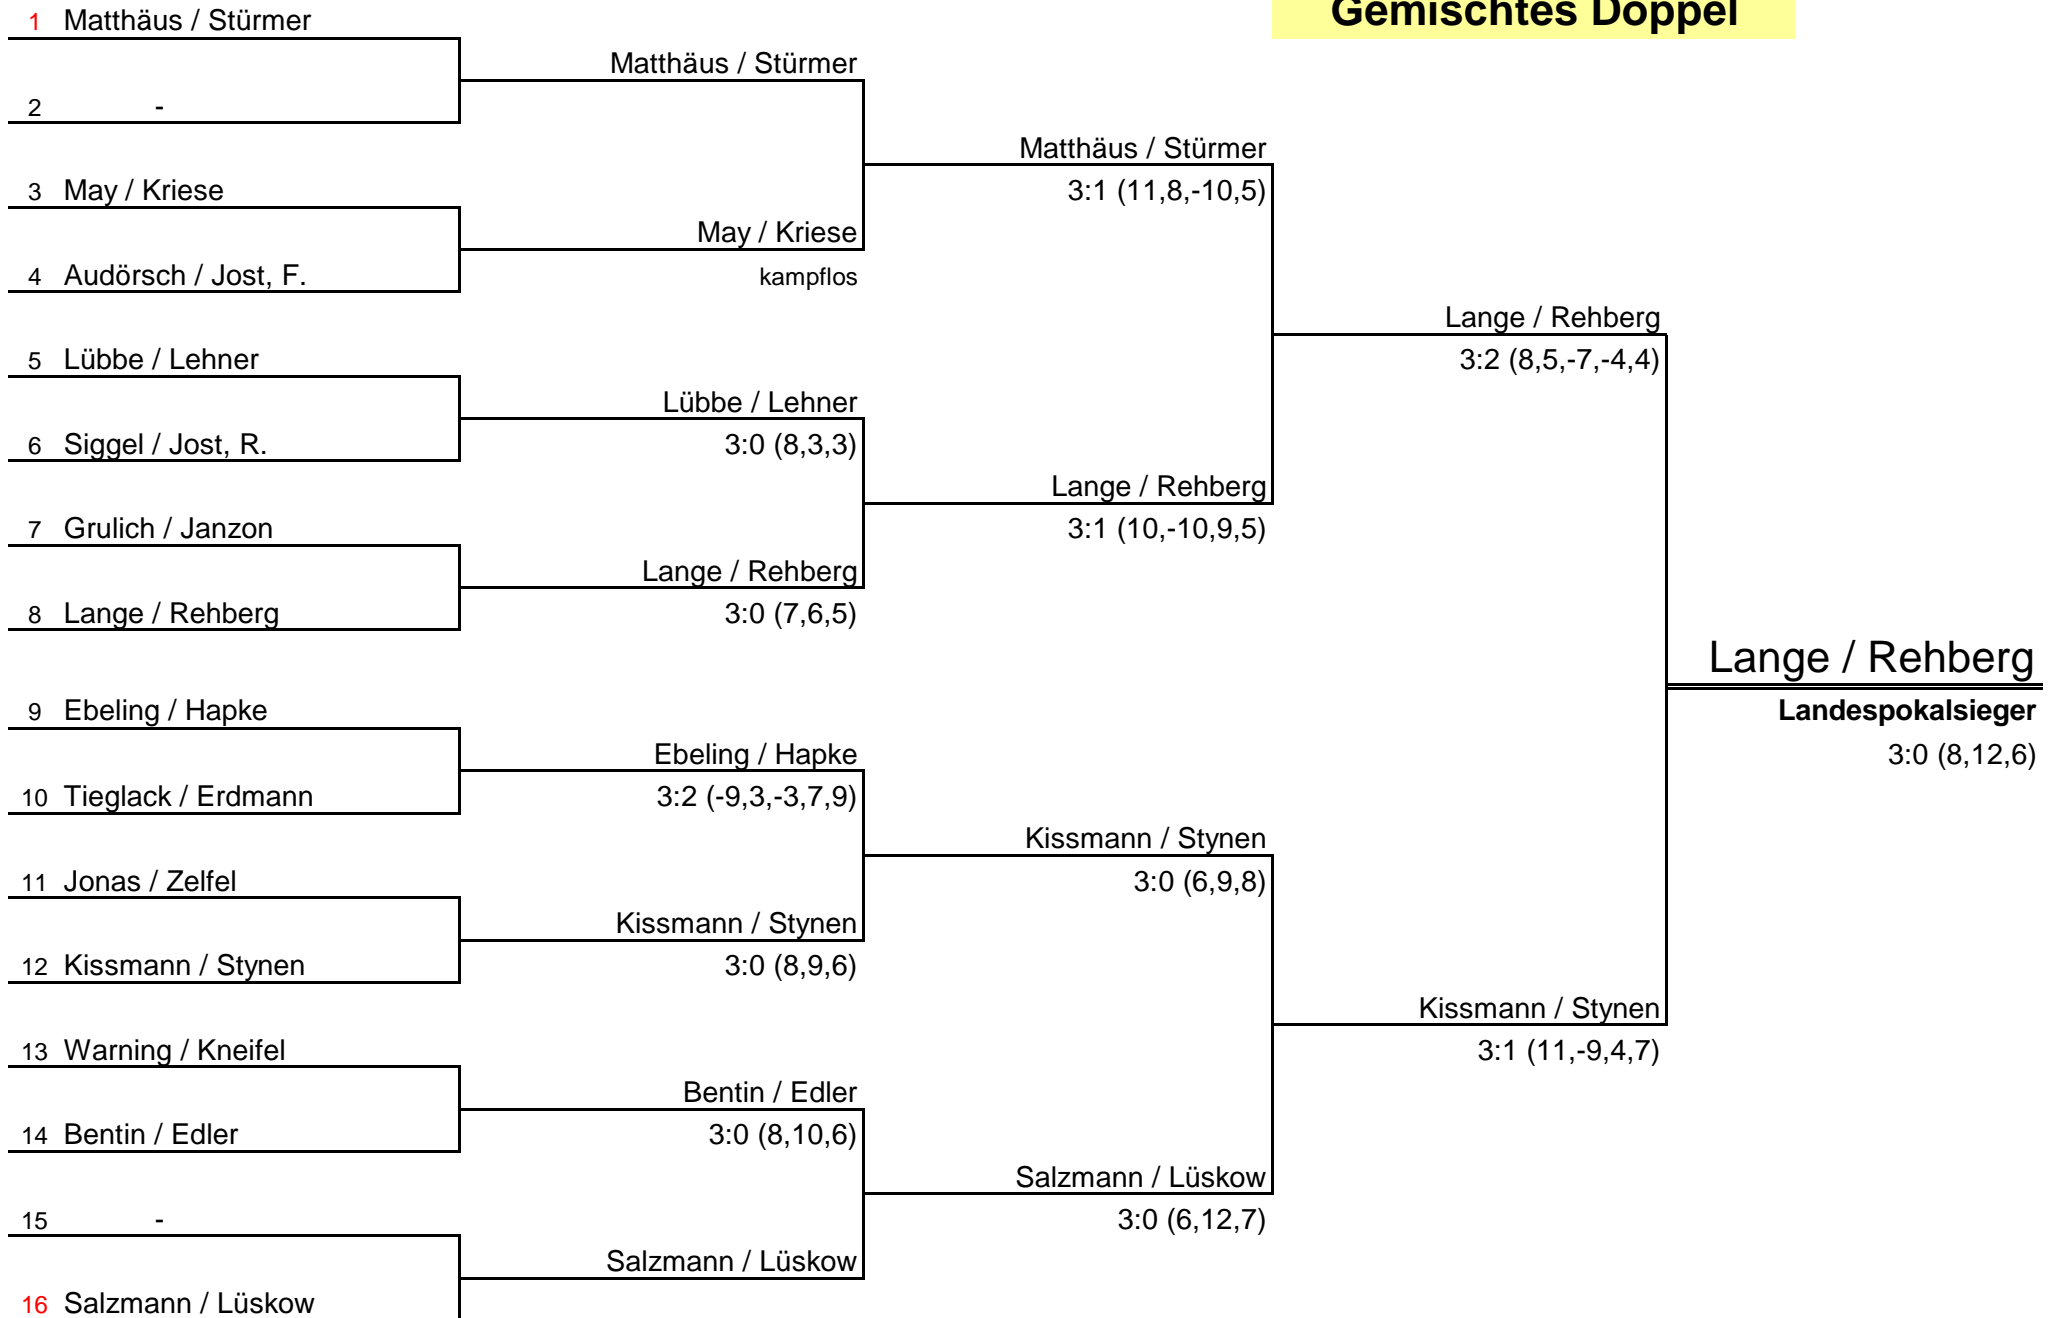 Gemischtes Doppel
1 Matthäus / Stürmer
Matthäus / Stürmer
2 -
Matthäus / Stürmer
3 May / Kriese
3:1 (11,8,-10,5)
May / Kriese
4 Audörsch / Jost, F.
kampflos
Lange / Rehberg
5 Lübbe / Lehner
3:2 (8,5,-7,-4,4)
Lübbe / Lehner
6 Siggel / Jost, R.
3:0 (8,3,3)
Lange / Rehberg
7 Grulich / Janzon
3:1 (10,-10,9,5)
Lange / Rehberg
8 Lange / Rehberg
3:0 (7,6,5)
Lange / Rehberg
9 Ebeling / Hapke
Landespokalsieger
Ebeling / Hapke
3:0 (8,12,6)
10 Tieglack / Erdmann
3:2 (-9,3,-3,7,9)
Kissmann / Stynen
11 Jonas / Zelfel
3:0 (6,9,8)
Kissmann / Stynen
12 Kissmann / Stynen
3:0 (8,9,6)
Kissmann / Stynen
13 Warning / Kneifel
3:1 (11,-9,4,7)
Bentin / Edler
14 Bentin / Edler
3:0 (8,10,6)
Salzmann / Lüskow
15 -
3:0 (6,12,7)
Salzmann / Lüskow
16 Salzmann / Lüskow